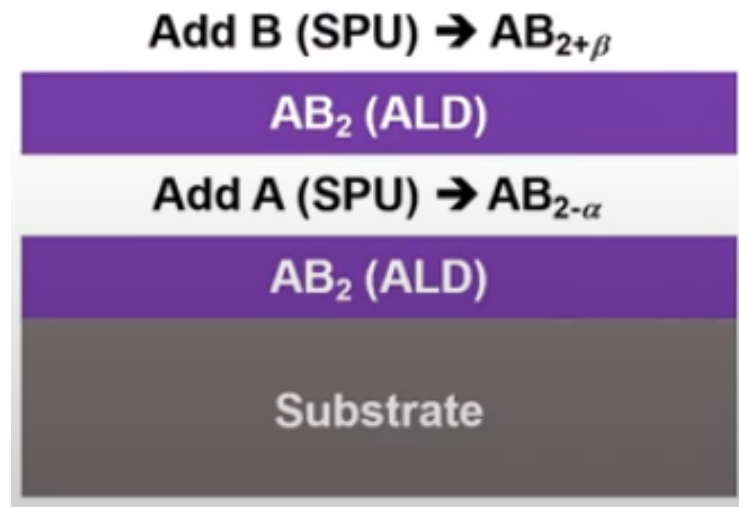 Add B (SPU) ➔ AB₂₊β
AB₂ (ALD)
Add A (SPU) ➔ AB₂₋α
AB₂ (ALD)
Substrate